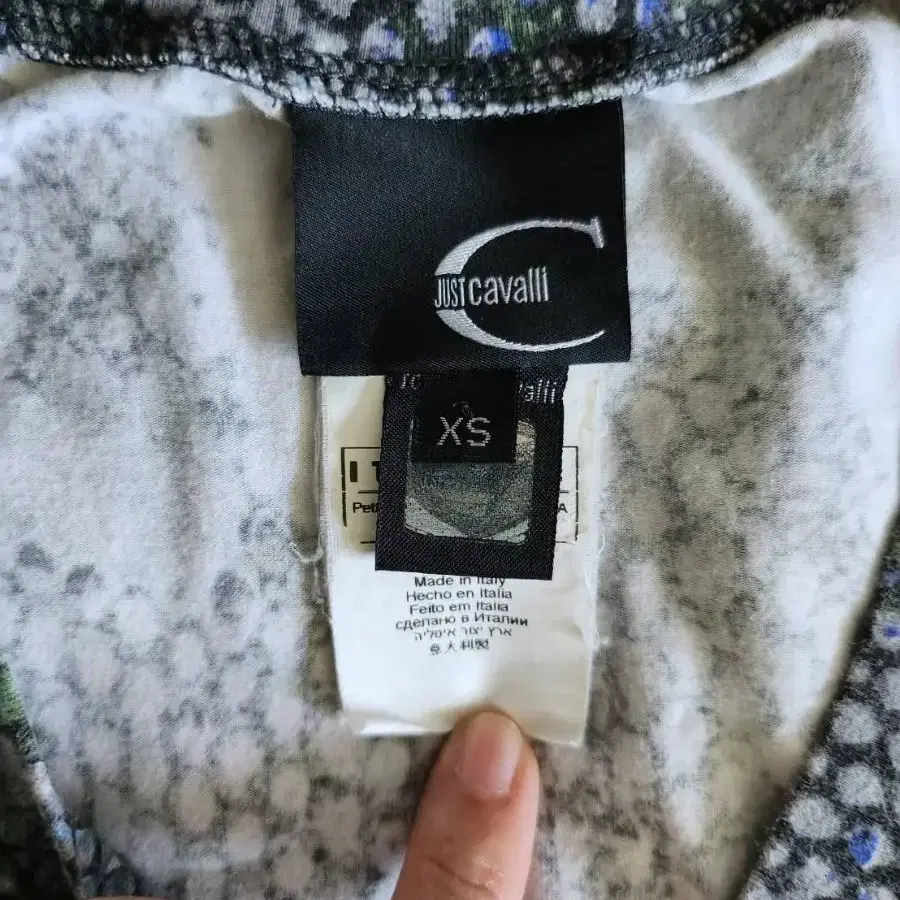 JUST cavalli
XS
Made in Italy
Hecho en Italia
Feito em Italia
сделано в Италии
ארץ יצור איטליה
意大利製